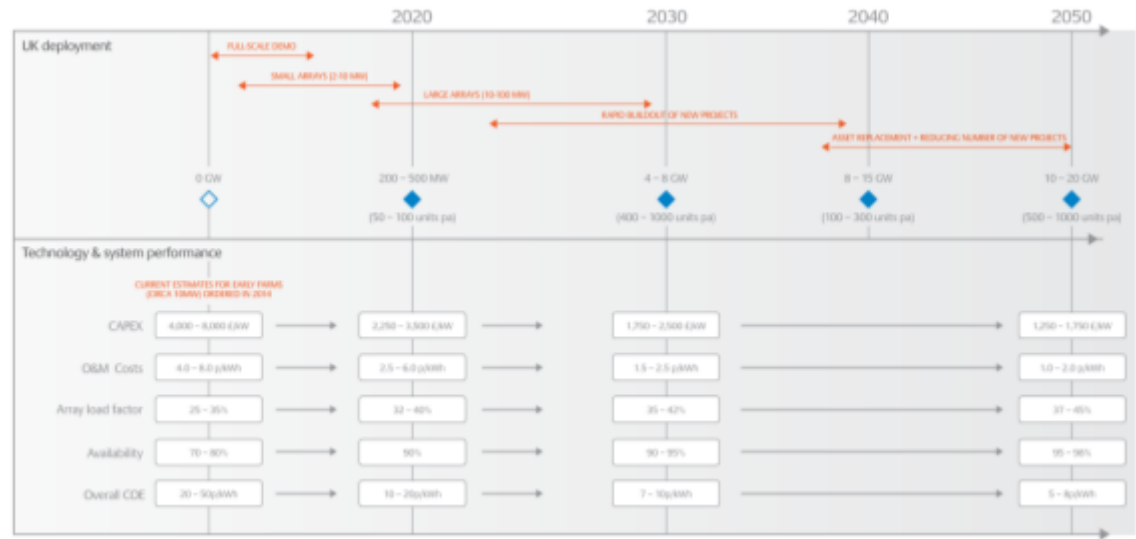 2020 2030 2040 2050
UK deployment
FULL-SCALE DEMO
SMALL ARRAYS (2-10 MW)
LARGE ARRAYS (10-100 MW)
RAPID BUILDOUT OF NEW PROJECTS
ASSET REPLACEMENT + REDUCING NUMBER OF NEW PROJECTS
0 GW 200 – 500 MW 4 – 8 GW 8 – 15 GW 10 – 20 GW
(50 – 100 units pa) (400 – 1000 units pa) (100 – 300 units pa) (500 – 1000 units pa)
Technology & system performance
CURRENT ESTIMATES FOR EARLY FARMS
(CIRCA 10MW) ORDERED IN 2014
CAPEX 4,000 – 8,000 £/kW 2,250 – 3,500 £/kW 1,750 – 2,500 £/kW 1,250 – 1,750 £/kW
O&M Costs 4.0 – 8.0 p/kWh 2.5 – 6.0 p/kWh 1.5 – 2.5 p/kWh 1.0 – 2.0 p/kWh
Array load factor 25 – 35% 32 – 40% 35 – 42% 37 – 45%
Availability 70 – 80% 90% 90 – 95% 95 – 98%
Overall COE 20 – 50p/kWh 10 – 20p/kWh 7 – 10p/kWh 5 – 8p/kWh